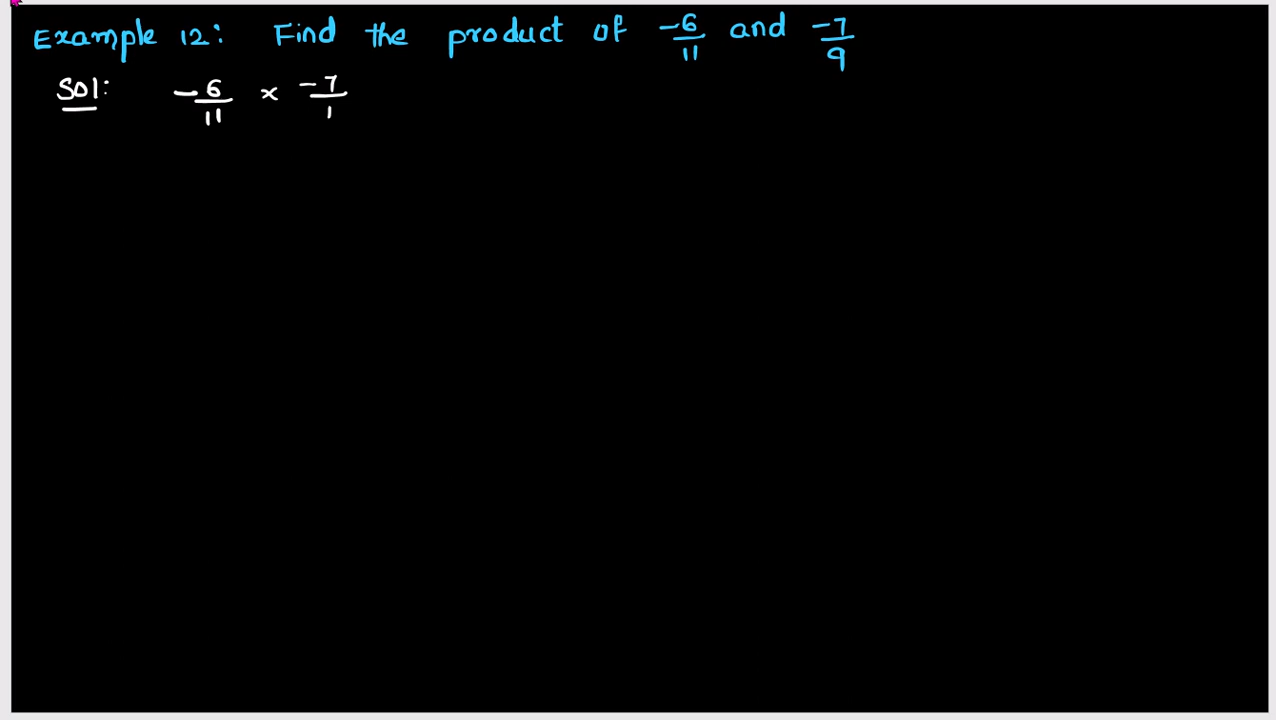 Example 12: Find the product of -6/11 and -7/9
Sol: -6/11 × -7/1